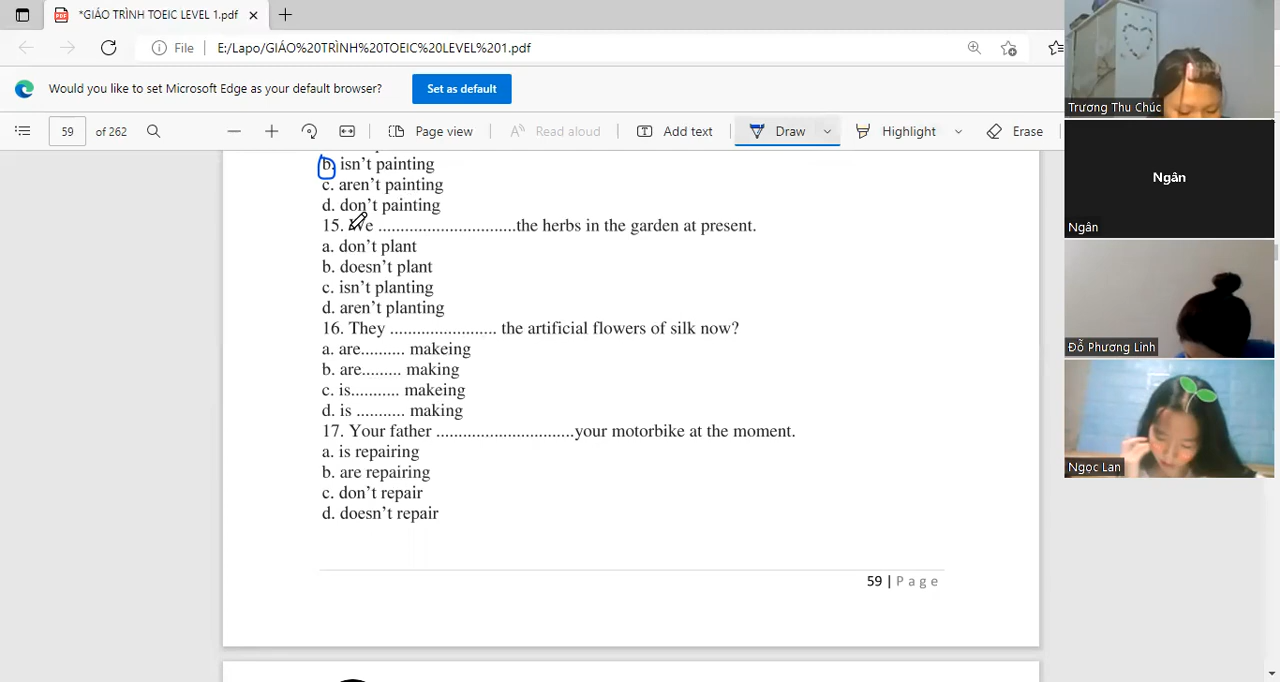 *GIÁO TRÌNH TOEIC LEVEL 1.pdf
File E:/Lapo/GIÁO%20TRÌNH%20TOEIC%20LEVEL%201.pdf
Would you like to set Microsoft Edge as your default browser? Set as default
59 of 262 Page view Read aloud Add text Draw Highlight Erase
b. isn't painting
c. aren't painting
d. don't painting
15. We ...............................the herbs in the garden at present.
a. don't plant
b. doesn't plant
c. isn't planting
d. aren't planting
16. They ........................ the artificial flowers of silk now?
a. are.......... makeing
b. are......... making
c. is........... makeing
d. is ........... making
17. Your father ...............................your motorbike at the moment.
a. is repairing
b. are repairing
c. don't repair
d. doesn't repair
59 | Page
Trương Thu Chúc
Ngân
Ngân
Đỗ Phương Linh
Ngọc Lan